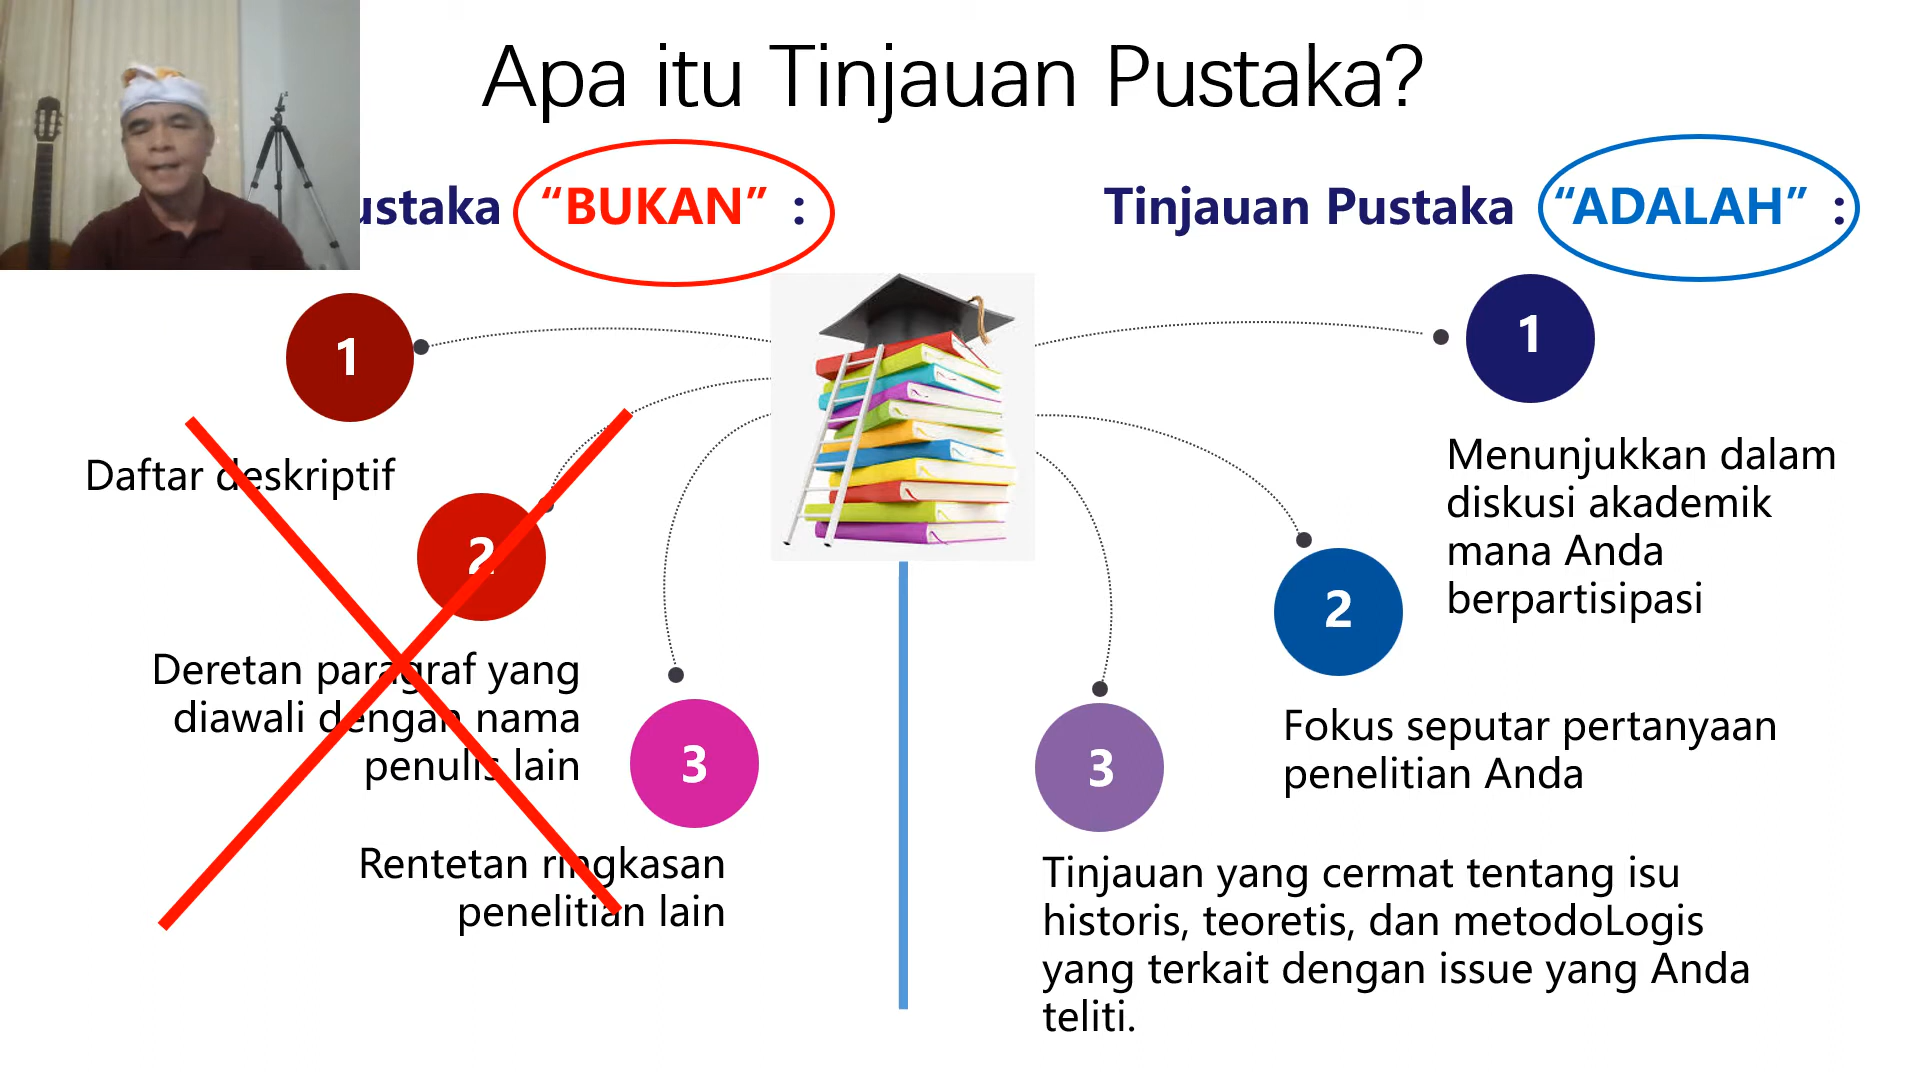 Apa itu Tinjauan Pustaka?
ustaka “BUKAN” :
1
Daftar deskriptif
2
Deretan paragraf yang
diawali dengan nama
penulis lain
3
Rentetan ringkasan
penelitian lain
Tinjauan Pustaka “ADALAH” :
1
Menunjukkan dalam
diskusi akademik
mana Anda
berpartisipasi
2
Fokus seputar pertanyaan
penelitian Anda
3
Tinjauan yang cermat tentang isu
historis, teoretis, dan metodoLogis
yang terkait dengan issue yang Anda
teliti.